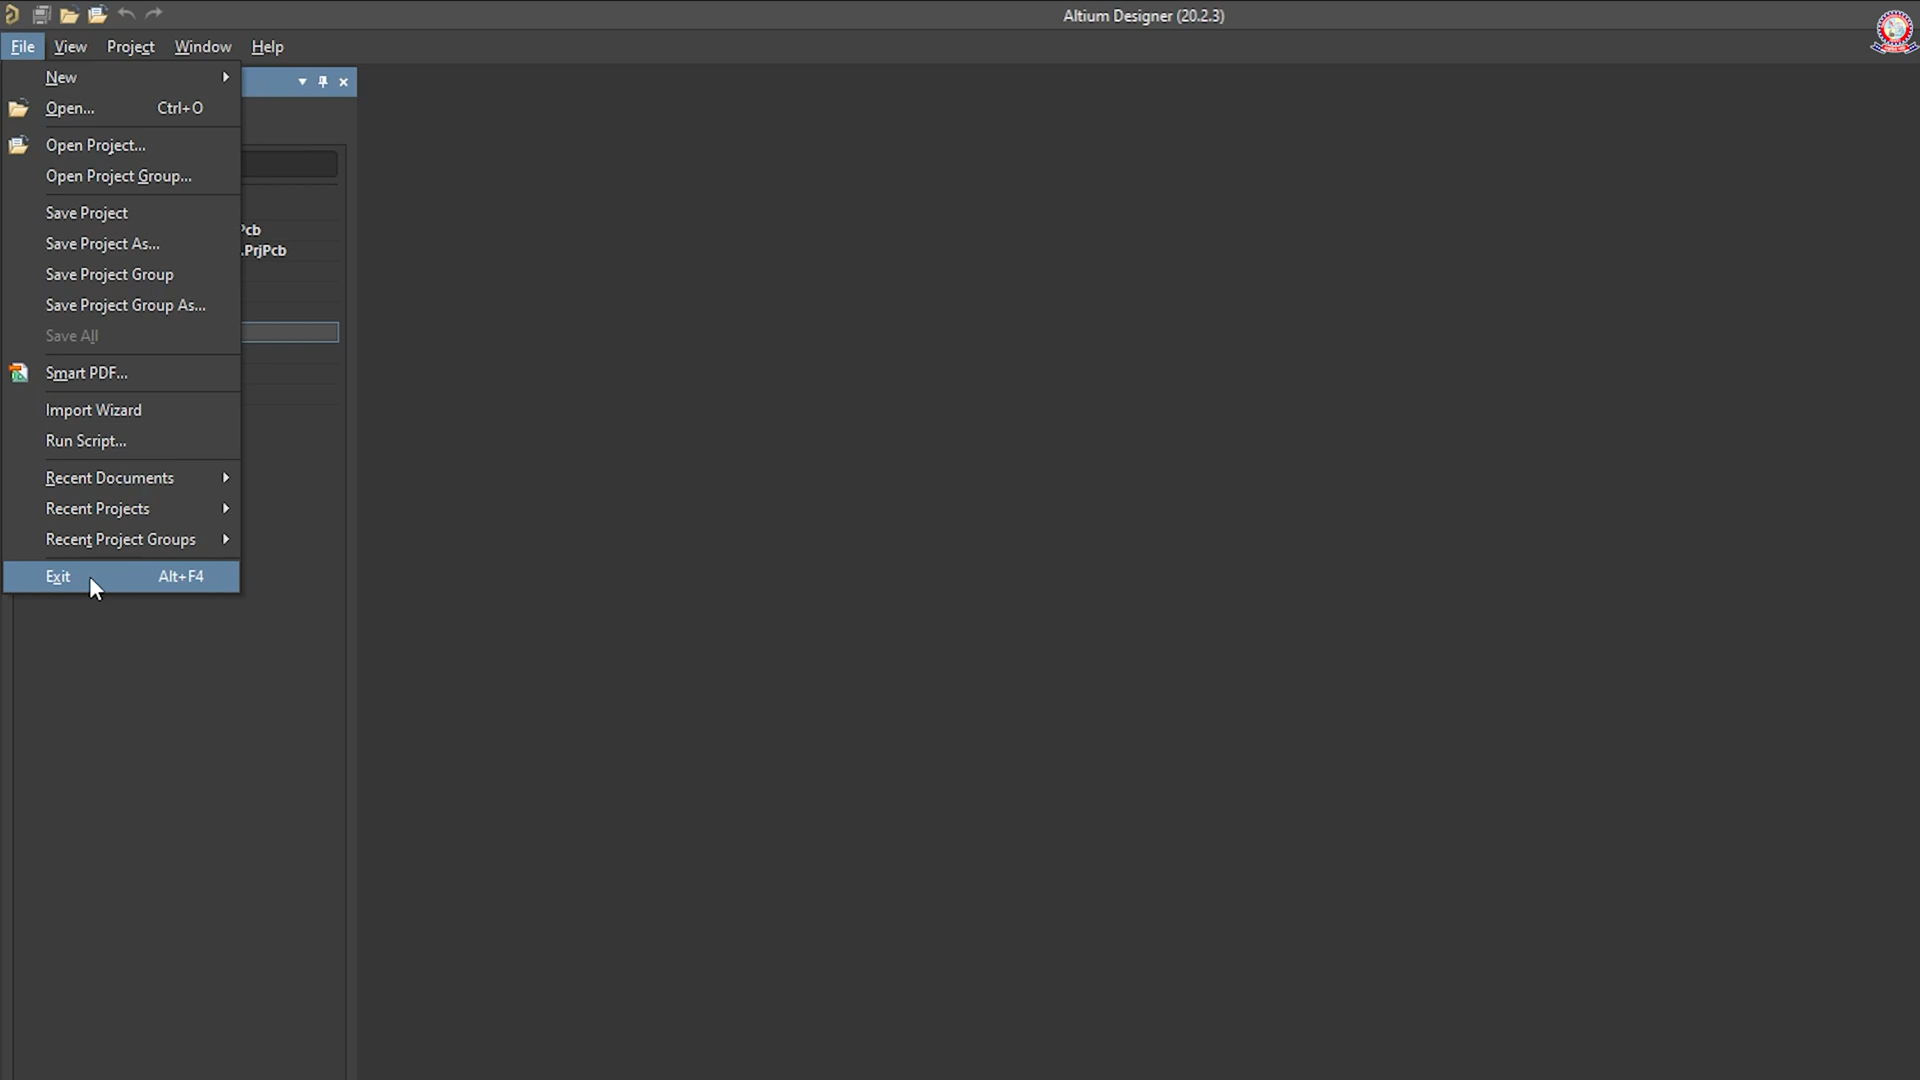 Altium Designer (20.2.3)
File View Project Window Help
New
Open... Ctrl+O
Open Project...
Open Project Group...
Save Project
Pcb
Save Project As...
.PrjPcb
Save Project Group
Save Project Group As...
Save All
Smart PDF...
Import Wizard
Run Script...
Recent Documents
Recent Projects
Recent Project Groups
Exit Alt+F4